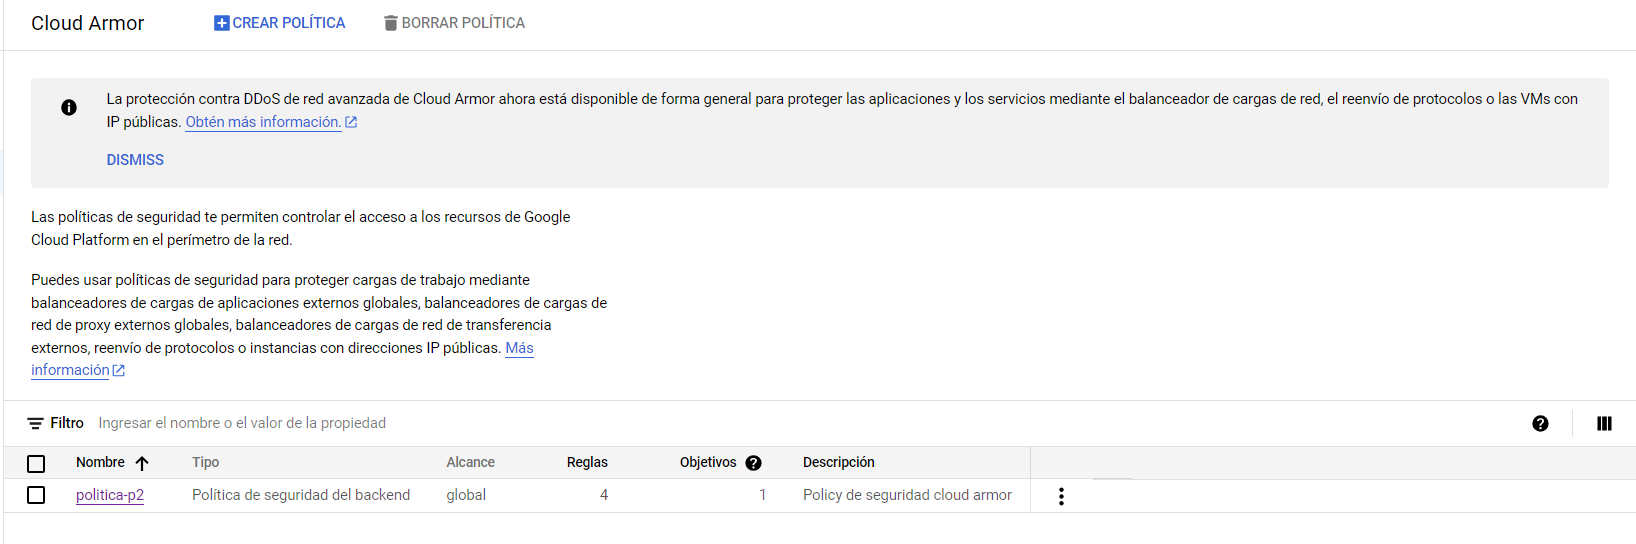 Cloud Armor CREAR POLÍTICA BORRAR POLÍTICA
La protección contra DDoS de red avanzada de Cloud Armor ahora está disponible de forma general para proteger las aplicaciones y los servicios mediante el balanceador de cargas de red, el reenvío de protocolos o las VMs con
IP públicas. Obtén más información.
DISMISS
Las políticas de seguridad te permiten controlar el acceso a los recursos de Google
Cloud Platform en el perímetro de la red.
Puedes usar políticas de seguridad para proteger cargas de trabajo mediante
balanceadores de cargas de aplicaciones externos globales, balanceadores de cargas de
red de proxy externos globales, balanceadores de cargas de red de transferencia
externos, reenvío de protocolos o instancias con direcciones IP públicas. Más
información
Filtro Ingresar el nombre o el valor de la propiedad
Nombre Tipo Alcance Reglas Objetivos Descripción
politica-p2 Política de seguridad del backend global 4 1 Policy de seguridad cloud armor